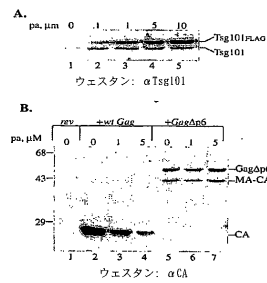 A.
pa, μm 0 .1 1 5 10
Tsg101FLAG
Tsg101
1 2 3 4 5
ウェスタン: αTsg101
B.
rev +wt Gag +GagΔp6
pa, μM 0 0 1 5 0 1 5
68
43
29
GagΔp6
MA-CA
CA
1 2 3 4 5 6 7
ウェスタン: αCA